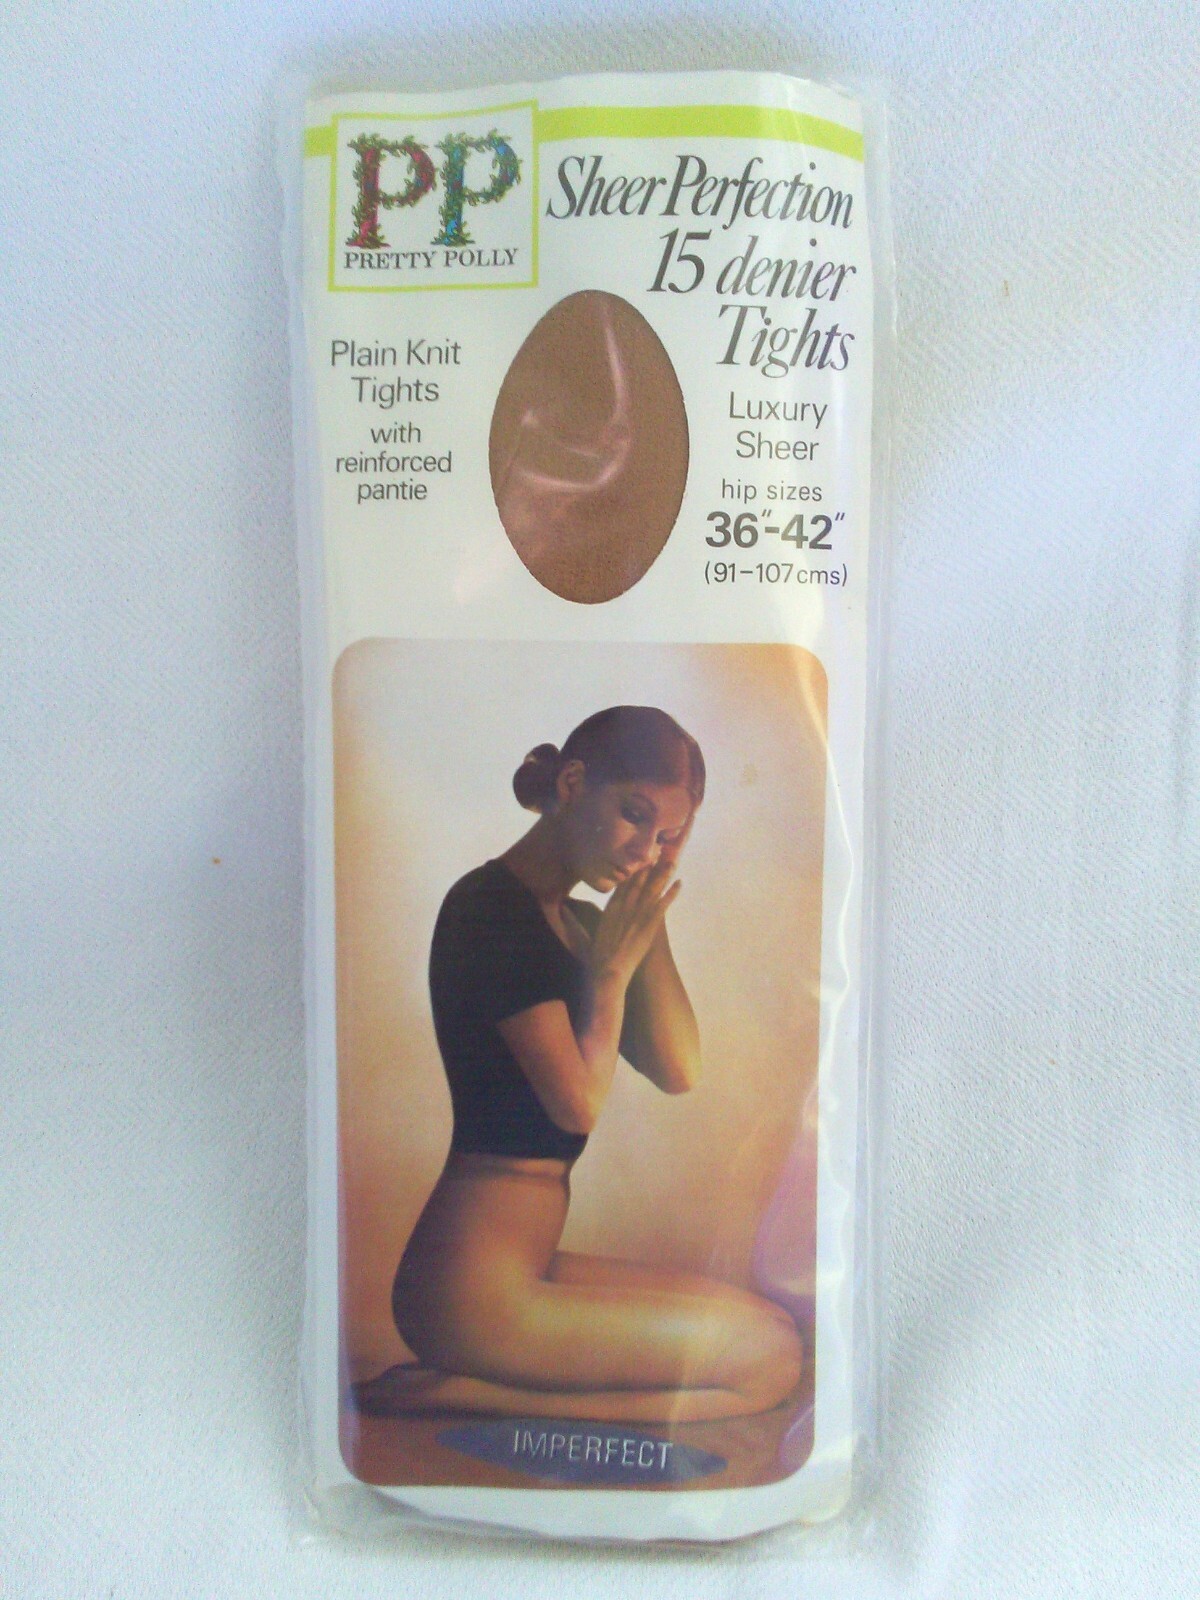 PP
PRETTY POLLY
Sheer Perfection
15 denier
Tights
Plain Knit
Tights
with
reinforced
pantie
Luxury
Sheer
hip sizes
36"-42"
(91-107cms)
IMPERFECT